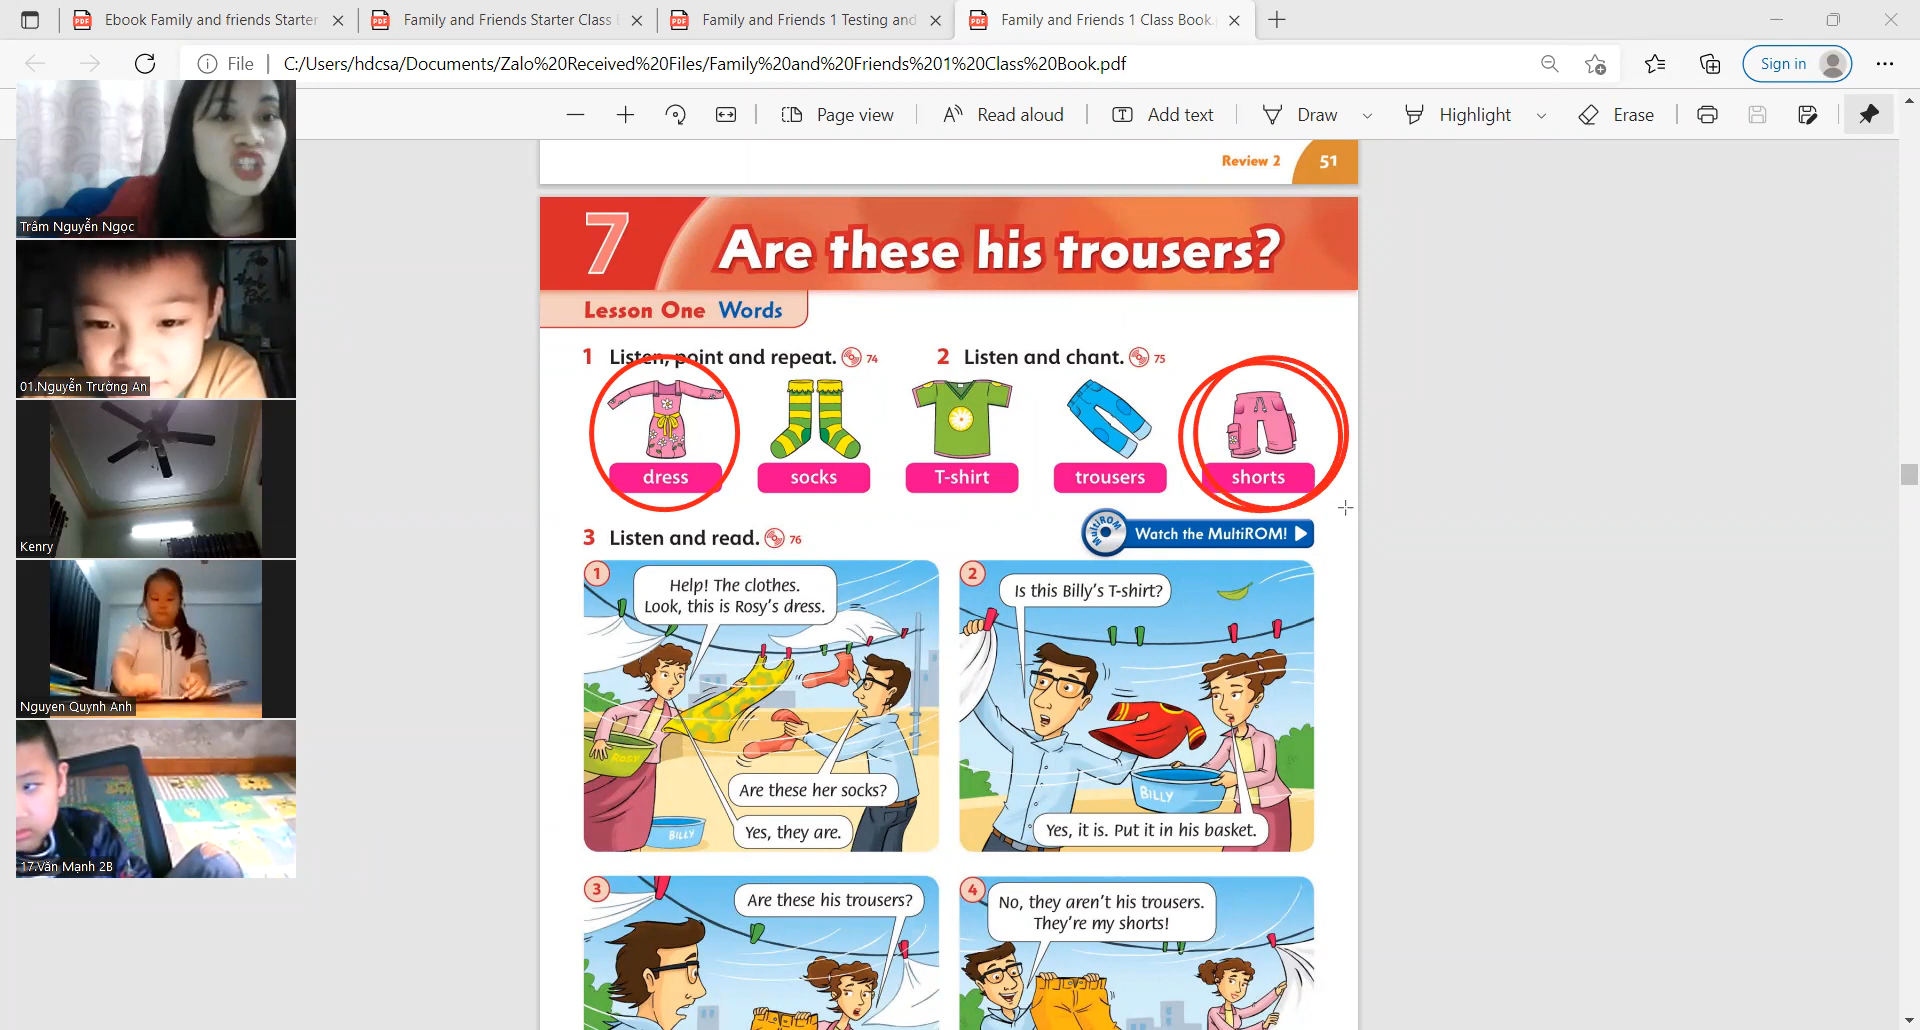 Ebook Family and friends Starter
Family and Friends Starter Class
Family and Friends 1 Testing and
Family and Friends 1 Class Book.
File
C:/Users/hdcsa/Documents/Zalo%20Received%20Files/Family%20and%20Friends%201%20Class%20Book.pdf
Sign in
Page view
Read aloud
Add text
Draw
Highlight
Erase
Trâm Nguyễn Ngọc
01.Nguyễn Trường An
Kenry
Nguyen Quynh Anh
17.Văn Mạnh 2B
Review 2 51
7 Are these his trousers?
Lesson One Words
1 Listen, point and repeat. 74
2 Listen and chant. 75
dress
socks
T-shirt
trousers
shorts
3 Listen and read. 76
MultiROM
Watch the MultiROM!
1
Help! The clothes.
Look, this is Rosy's dress.
ROSY
Are these her socks?
Yes, they are.
BILLY
2
Is this Billy's T-shirt?
BILLY
Yes, it is. Put it in his basket.
3
Are these his trousers?
4
No, they aren't his trousers.
They're my shorts!